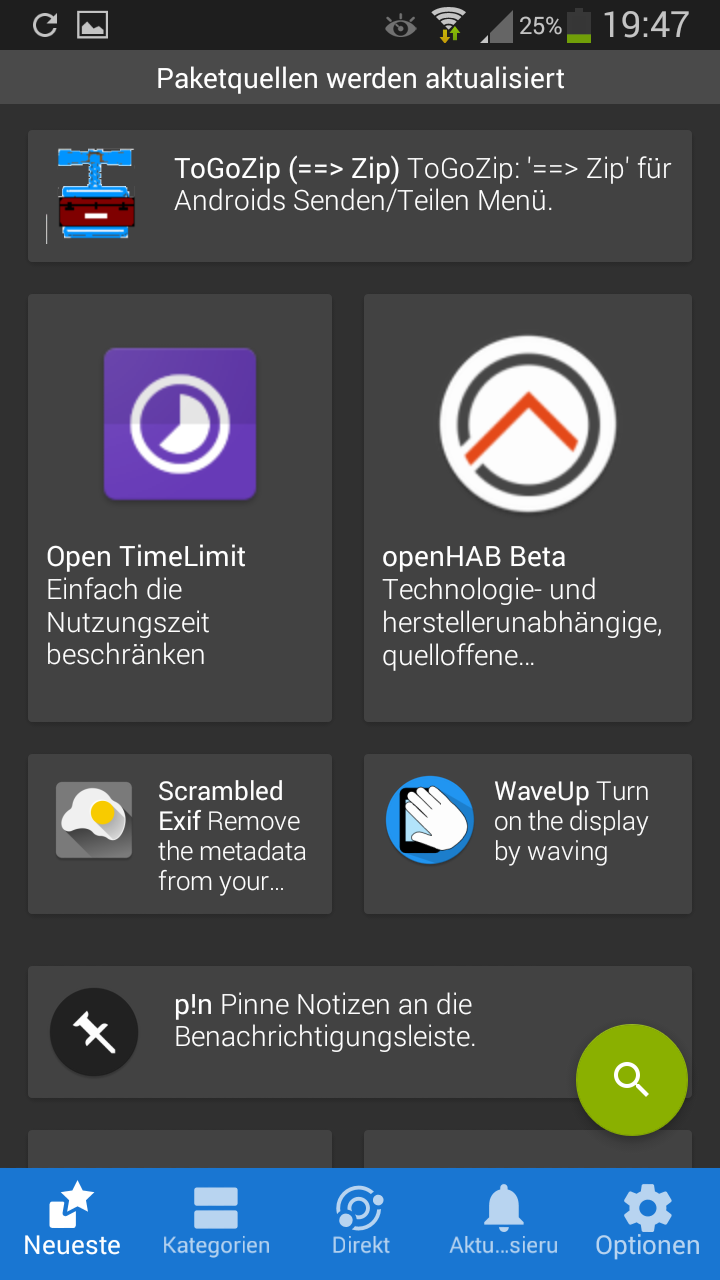 25% 19:47
Paketquellen werden aktualisiert
ToGoZip (==> Zip) ToGoZip: '==> Zip' für
Androids Senden/Teilen Menü.
Open TimeLimit
Einfach die
Nutzungszeit
beschränken
openHAB Beta
Technologie- und
herstellerunabhängige,
quelloffene…
Scrambled
Exif Remove
the metadata
from your…
WaveUp Turn
on the display
by waving
p!n Pinne Notizen an die
Benachrichtigungsleiste.
Neueste
Kategorien
Direkt
Aktu…sieru
Optionen